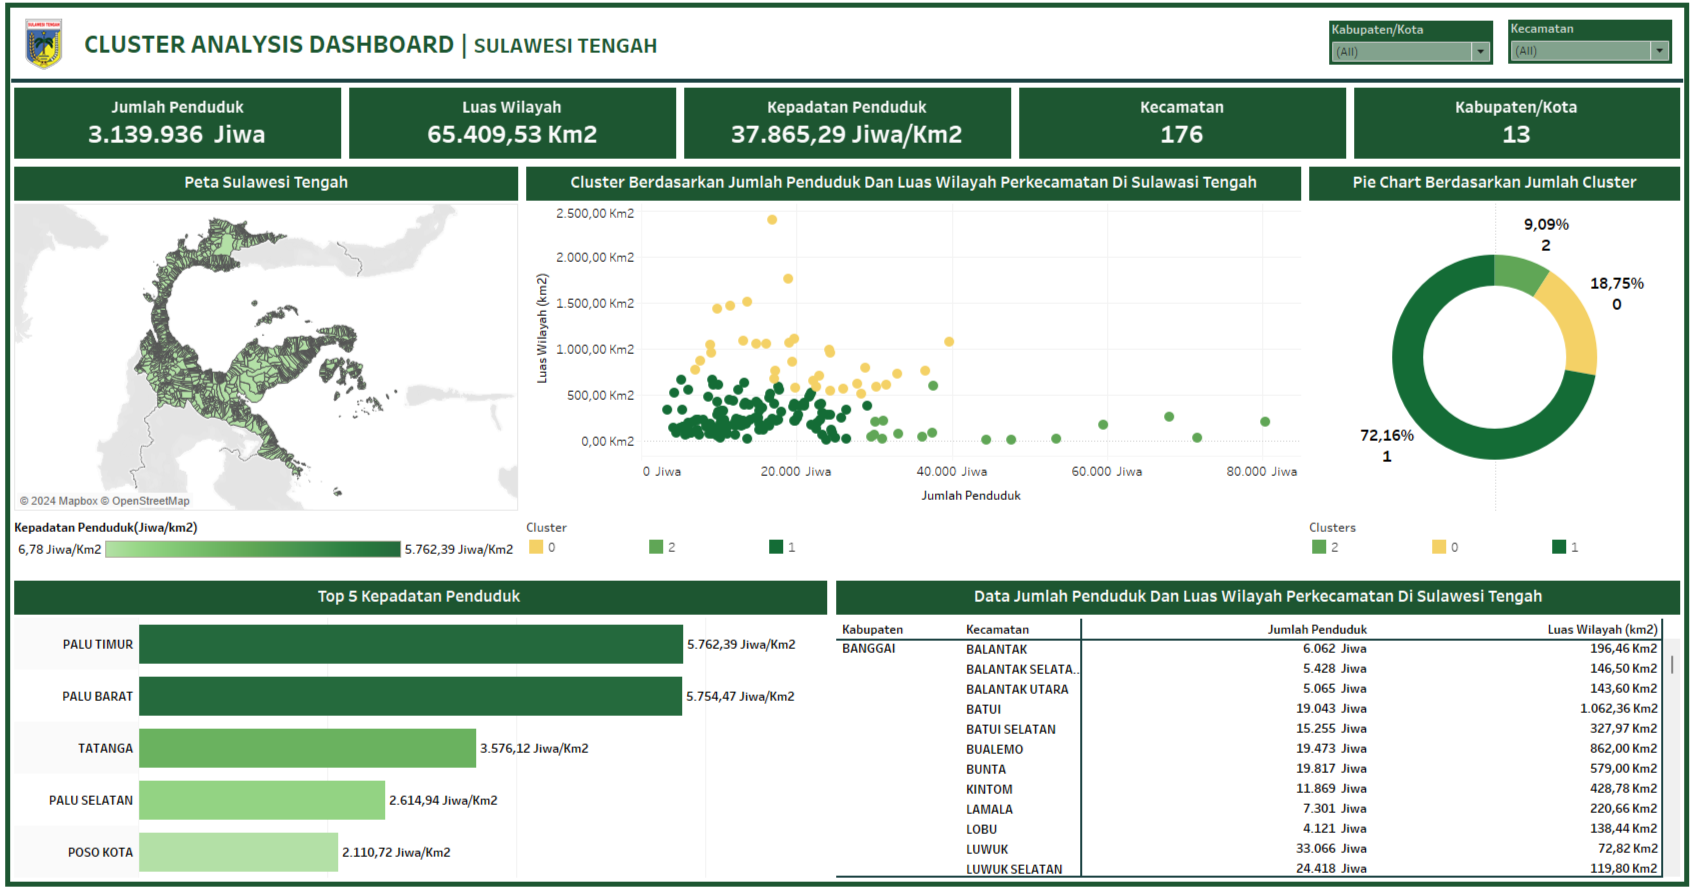 SULAWESI TENGAH
CLUSTER ANALYSIS DASHBOARD | SULAWESI TENGAH
Kabupaten/Kota
(All)
Kecamatan
(All)
Jumlah Penduduk
3.139.936 Jiwa
Luas Wilayah
65.409,53 Km2
Kepadatan Penduduk
37.865,29 Jiwa/Km2
Kecamatan
176
Kabupaten/Kota
13
Peta Sulawesi Tengah
© 2024 Mapbox © OpenStreetMap
Kepadatan Penduduk(Jiwa/km2)
6,78 Jiwa/Km2 5.762,39 Jiwa/Km2
Cluster Berdasarkan Jumlah Penduduk Dan Luas Wilayah Perkecamatan Di Sulawasi Tengah
Luas Wilayah (km2)
2.500,00 Km2
2.000,00 Km2
1.500,00 Km2
1.000,00 Km2
500,00 Km2
0,00 Km2
0 Jiwa 20.000 Jiwa 40.000 Jiwa 60.000 Jiwa 80.000 Jiwa
Jumlah Penduduk
Cluster
0 2 1
Pie Chart Berdasarkan Jumlah Cluster
9,09%
2
18,75%
0
72,16%
1
Clusters
2 0 1
Top 5 Kepadatan Penduduk
PALU TIMUR 5.762,39 Jiwa/Km2
PALU BARAT 5.754,47 Jiwa/Km2
TATANGA 3.576,12 Jiwa/Km2
PALU SELATAN 2.614,94 Jiwa/Km2
POSO KOTA 2.110,72 Jiwa/Km2
Data Jumlah Penduduk Dan Luas Wilayah Perkecamatan Di Sulawesi Tengah
Kabupaten Kecamatan Jumlah Penduduk Luas Wilayah (km2)
BANGGAI BALANTAK 6.062 Jiwa 196,46 Km2
BALANTAK SELATA.. 5.428 Jiwa 146,50 Km2
BALANTAK UTARA 5.065 Jiwa 143,60 Km2
BATUI 19.043 Jiwa 1.062,36 Km2
BATUI SELATAN 15.255 Jiwa 327,97 Km2
BUALEMO 19.473 Jiwa 862,00 Km2
BUNTA 19.817 Jiwa 579,00 Km2
KINTOM 11.869 Jiwa 428,78 Km2
LAMALA 7.301 Jiwa 220,66 Km2
LOBU 4.121 Jiwa 138,44 Km2
LUWUK 33.066 Jiwa 72,82 Km2
LUWUK SELATAN 24.418 Jiwa 119,80 Km2